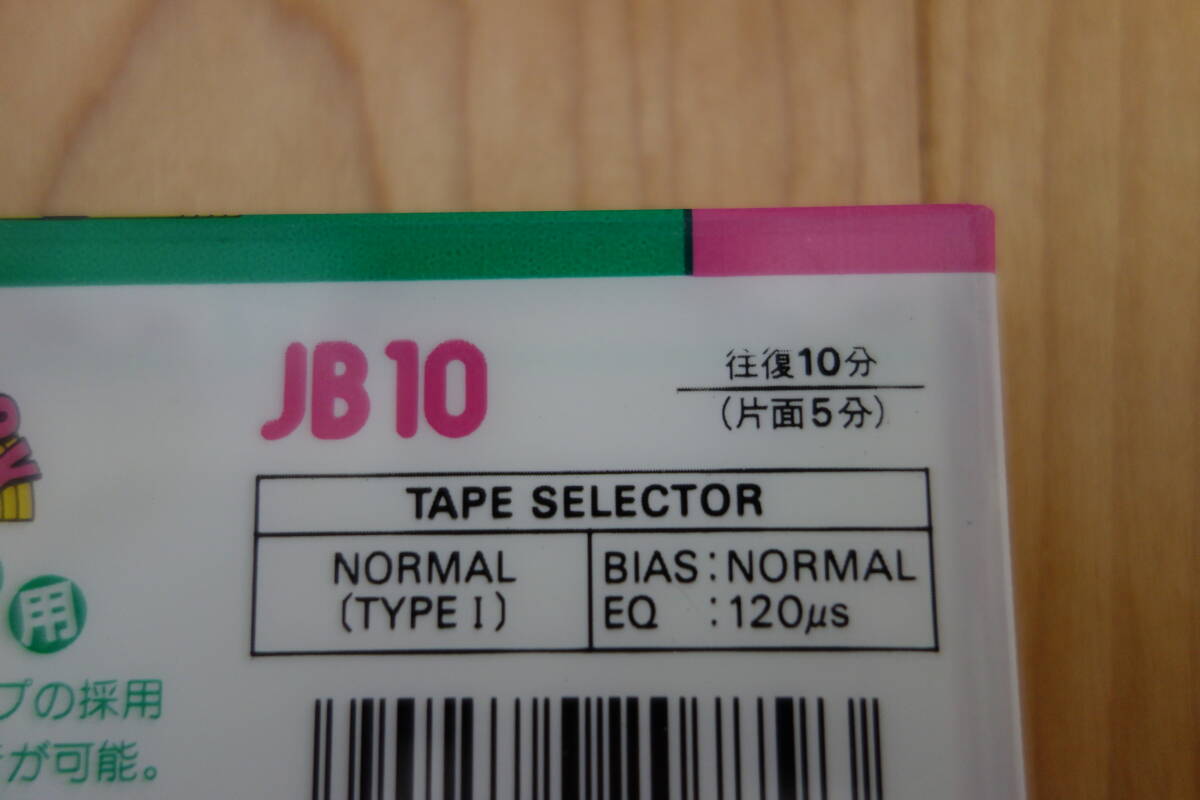 JB10
往復10分
(片面5分)
TAPE SELECTOR
NORMAL
(TYPE I)
BIAS:NORMAL
EQ :120μs
用
プの採用
が可能。